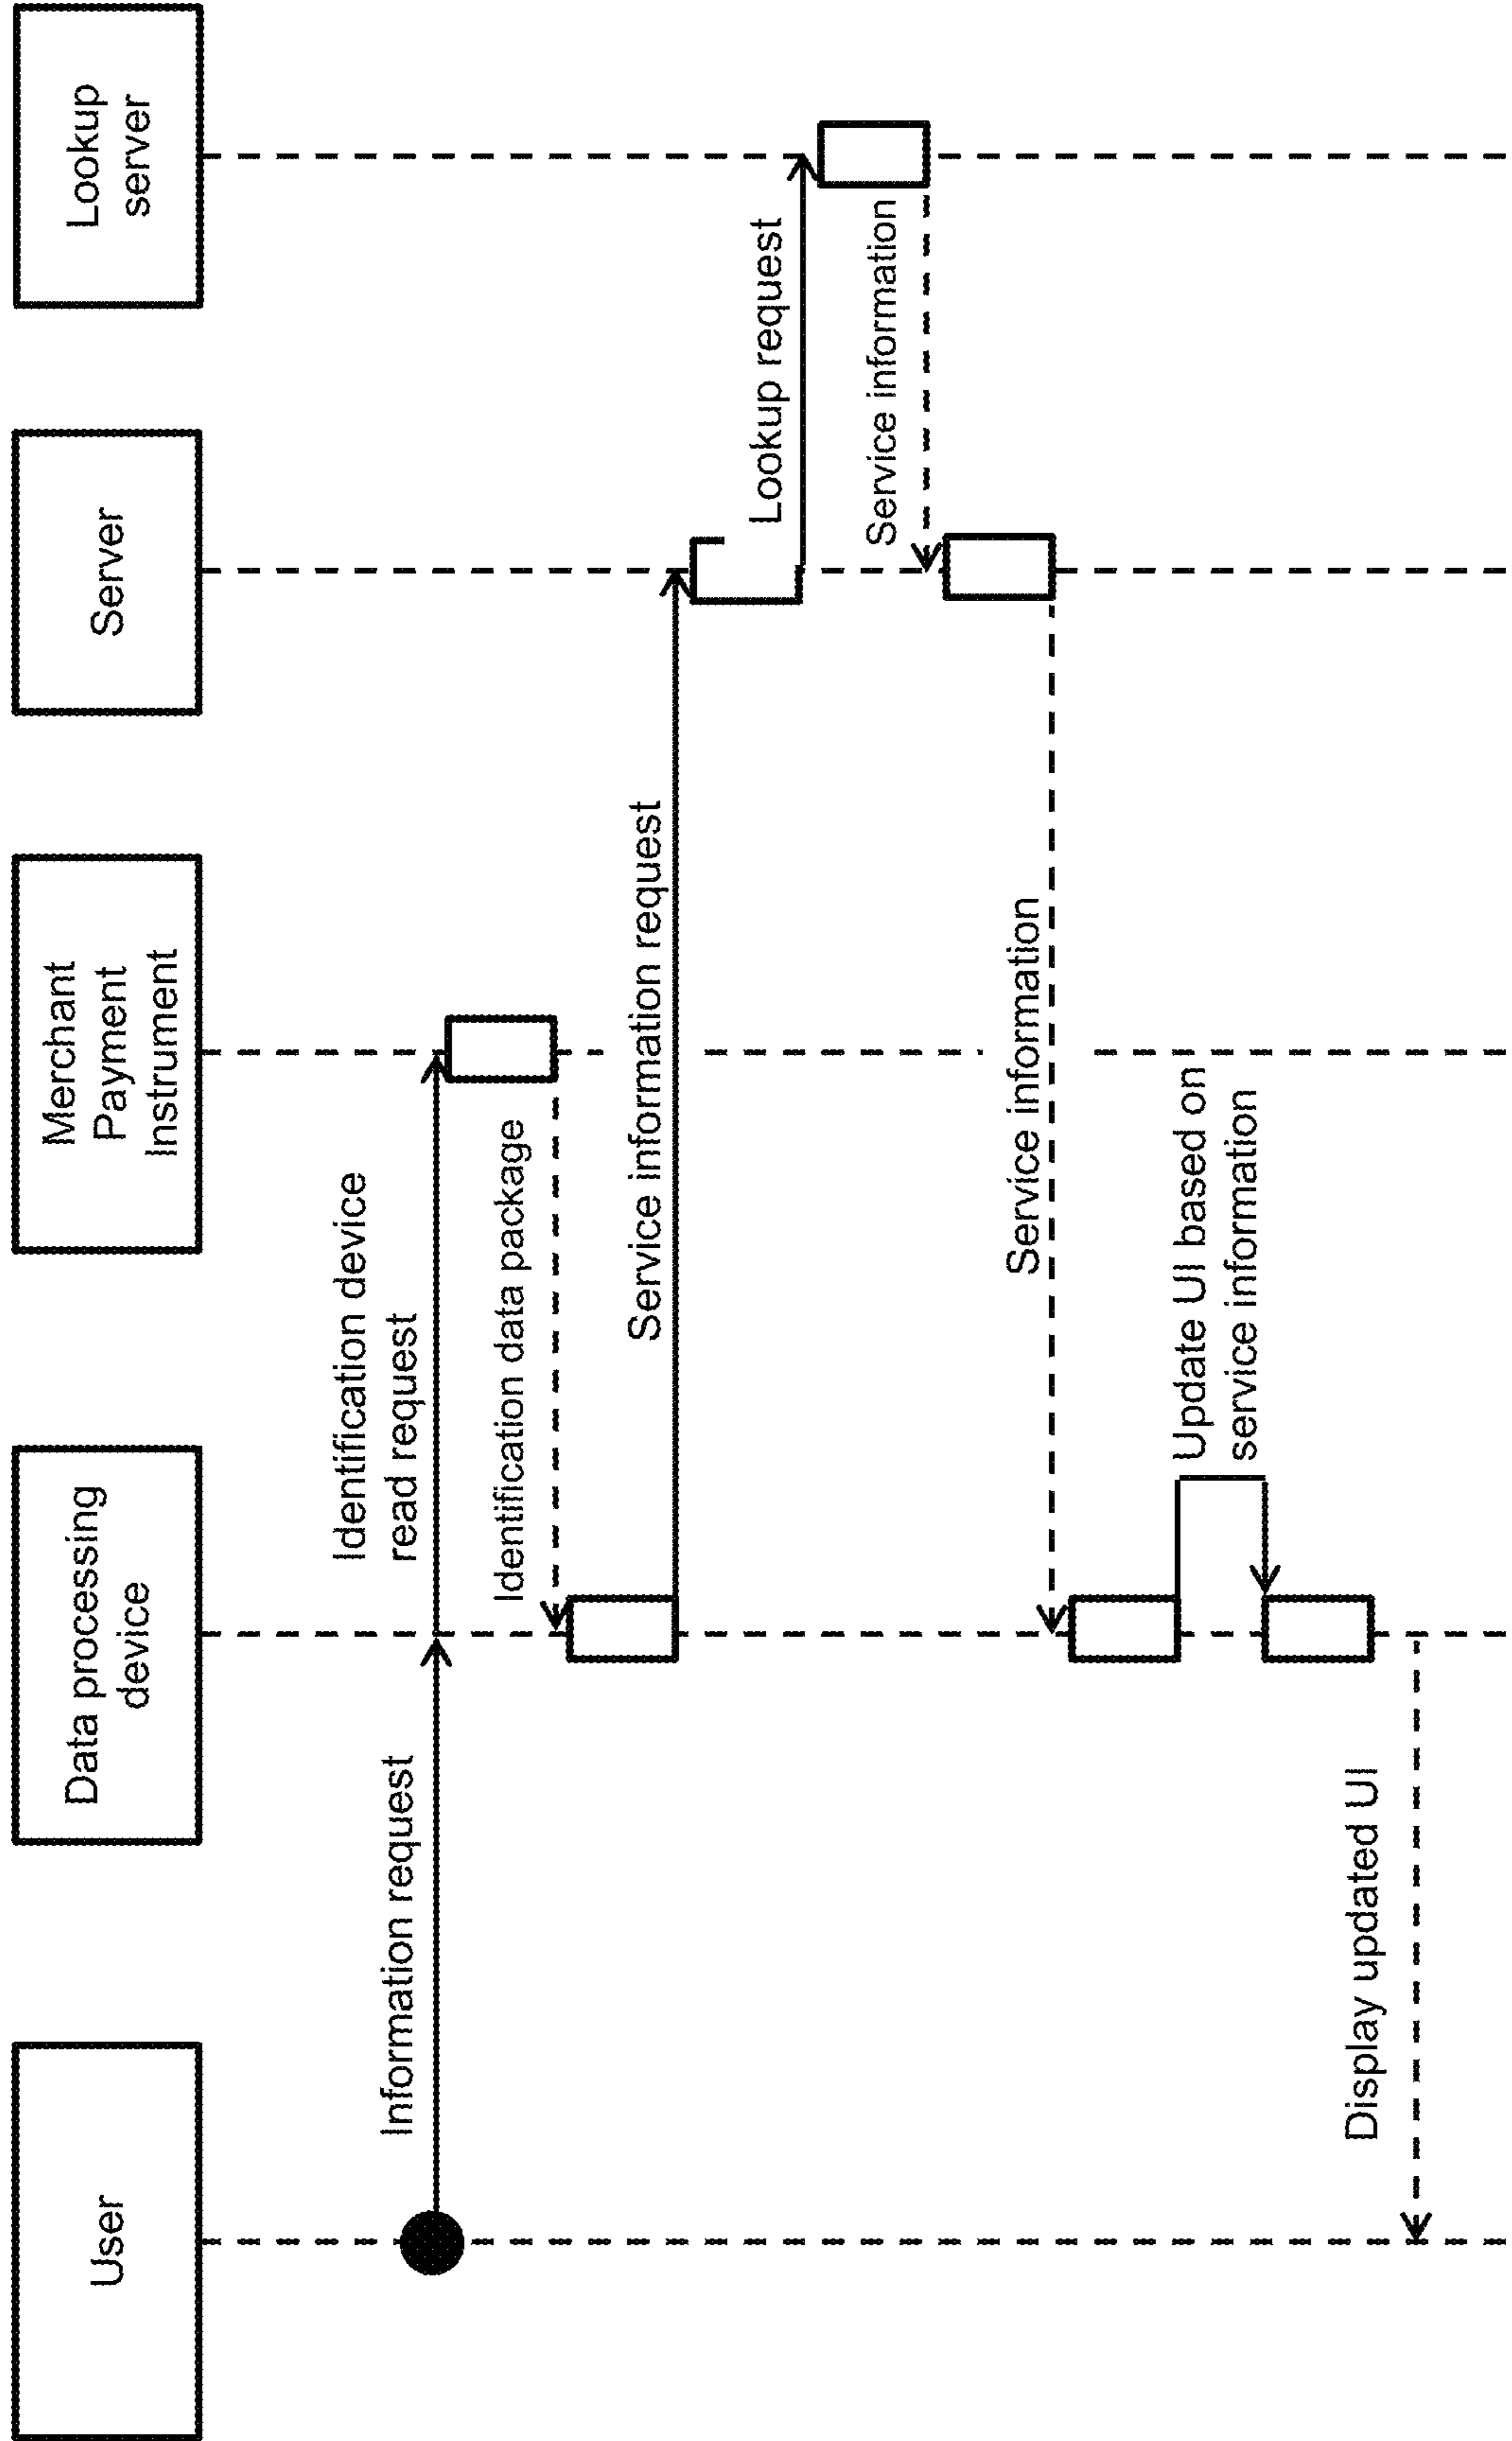 User
Data processing
device
Merchant
Payment
Instrument
Server
Lookup
server
Information request
Identification device
read request
Identification data package
Service information request
Lookup request
Service information
Service information
Update UI based on
service information
Display updated UI